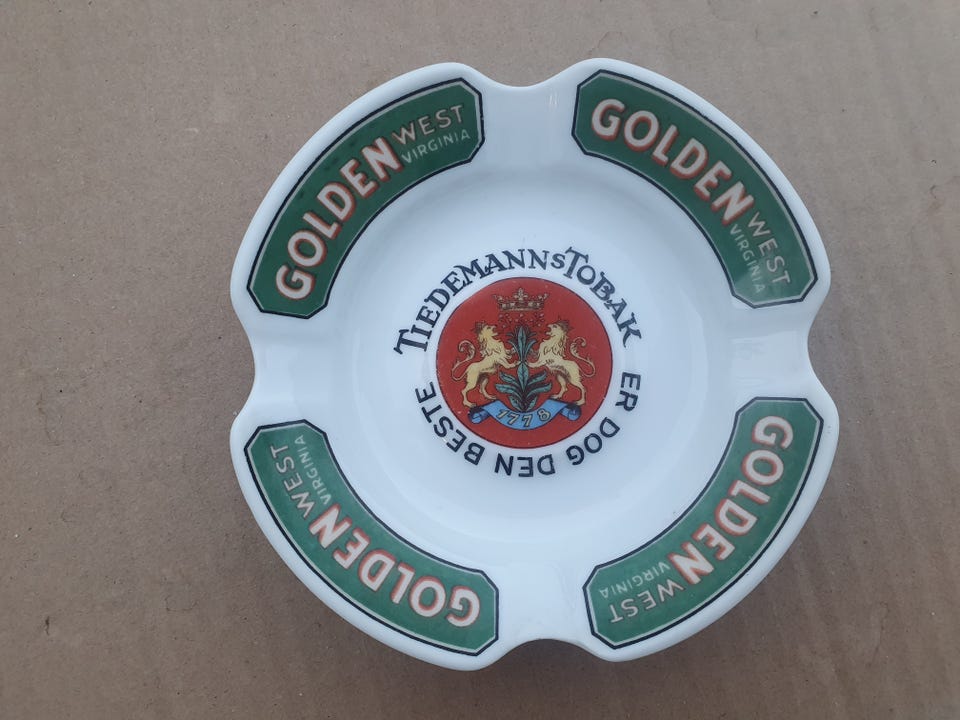 GOLDEN WEST
VIRGINIA
GOLDEN WEST
VIRGINIA
TIEDEMANNS TOBAK
ER DOG DEN BESTE
1778
GOLDEN WEST
VIRGINIA
GOLDEN WEST
VIRGINIA